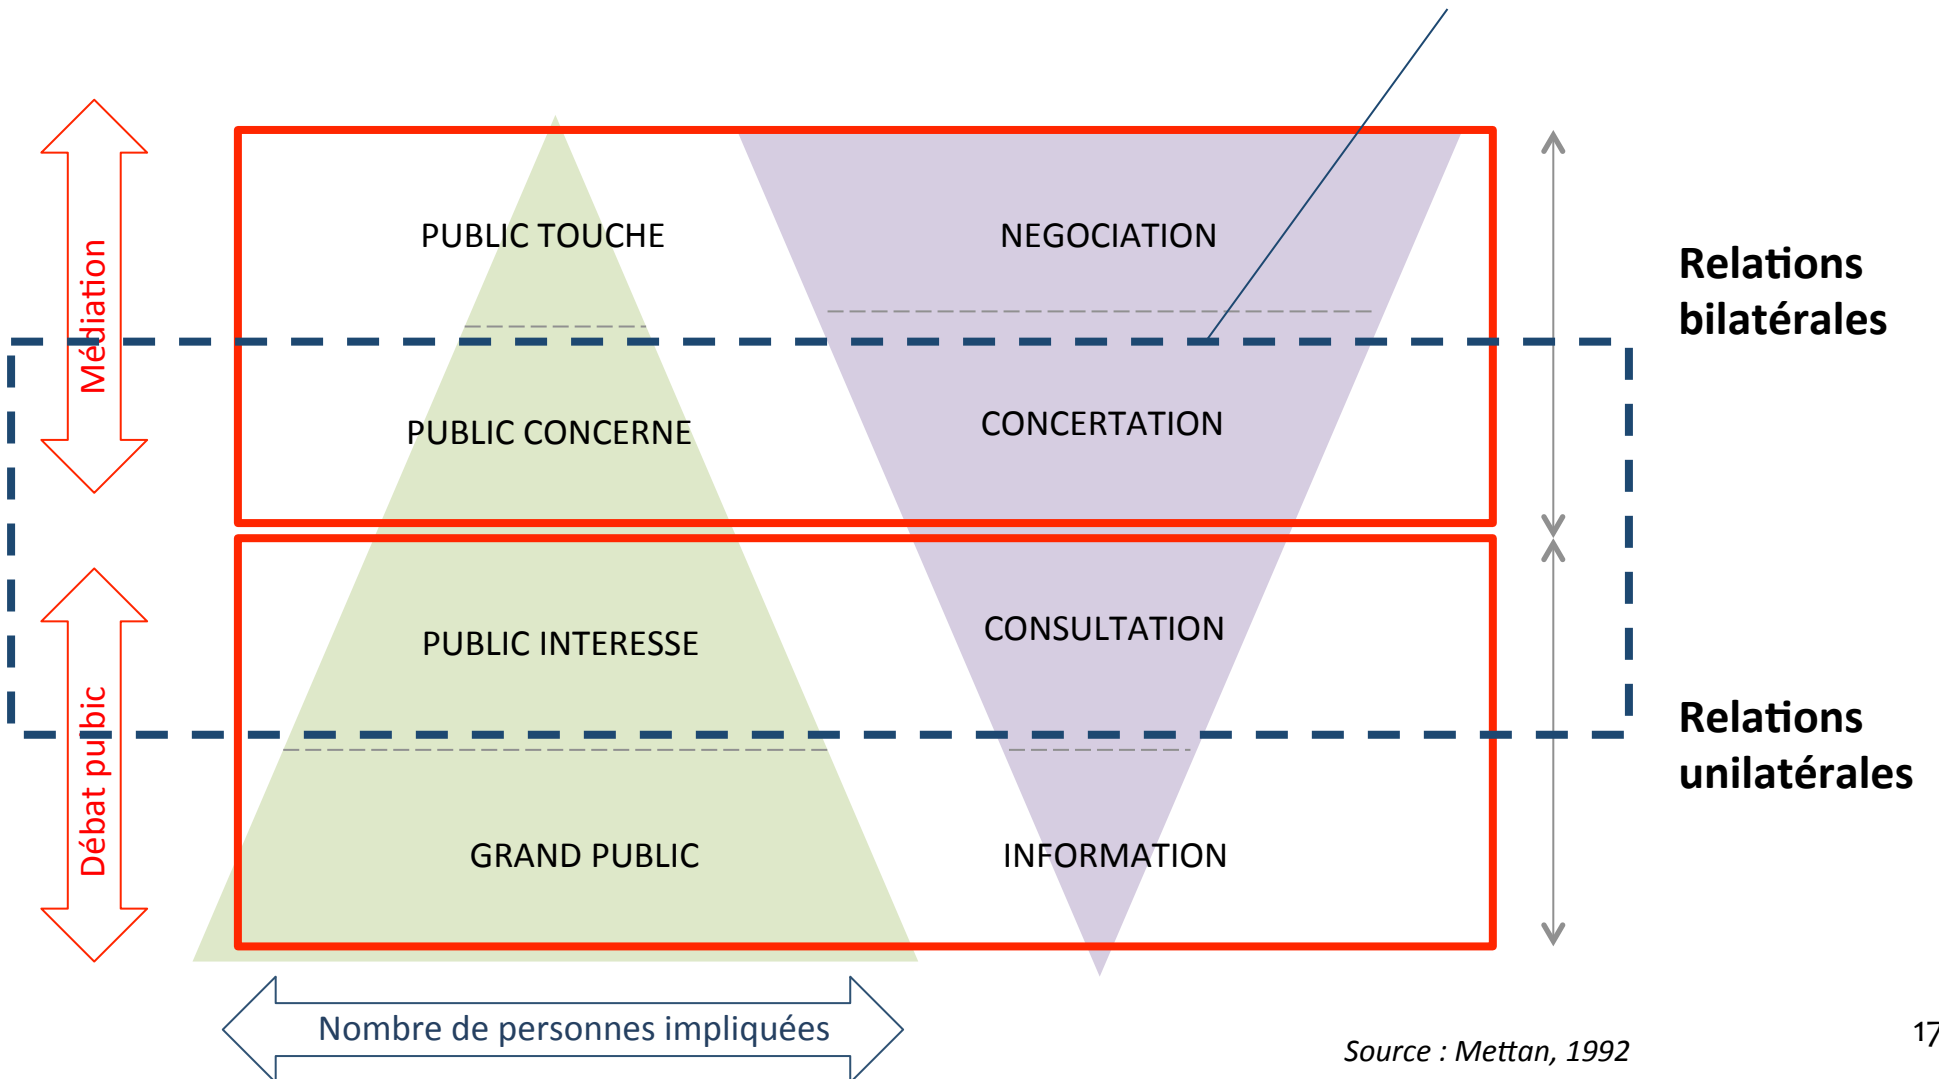 PUBLIC TOUCHE
NEGOCIATION
Médiation
Relations
bilatérales
PUBLIC CONCERNE
CONCERTATION
PUBLIC INTERESSE
CONSULTATION
Débat pubic
Relations
unilatérales
GRAND PUBLIC
INFORMATION
Nombre de personnes impliquées
Source : Mettan, 1992
17